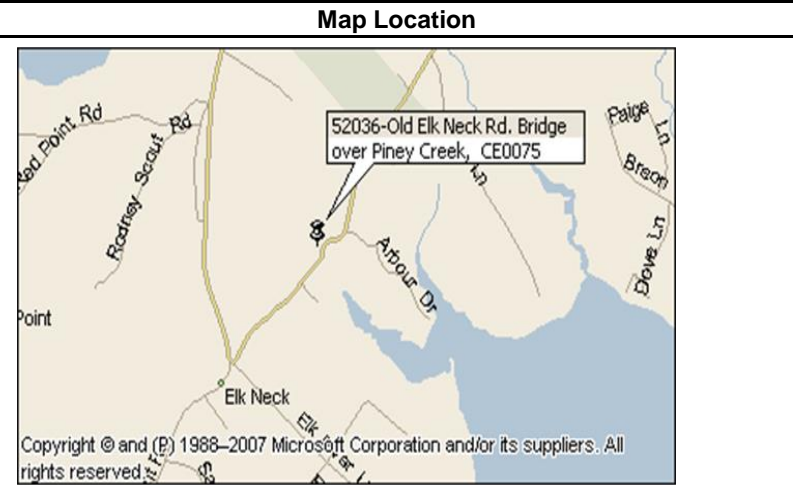 Map Location
52036-Old Elk Neck Rd. Bridge
over Piney Creek, CE0075
Red Point Rd
Rodney Scout Rd
Ln
Paige Ln
Breon
Dove Ln
Arbour Dr
Point
Elk Neck
Elk
Copyright © and (P) 1988–2007 Microsoft Corporation and/or its suppliers. All
rights reserved.